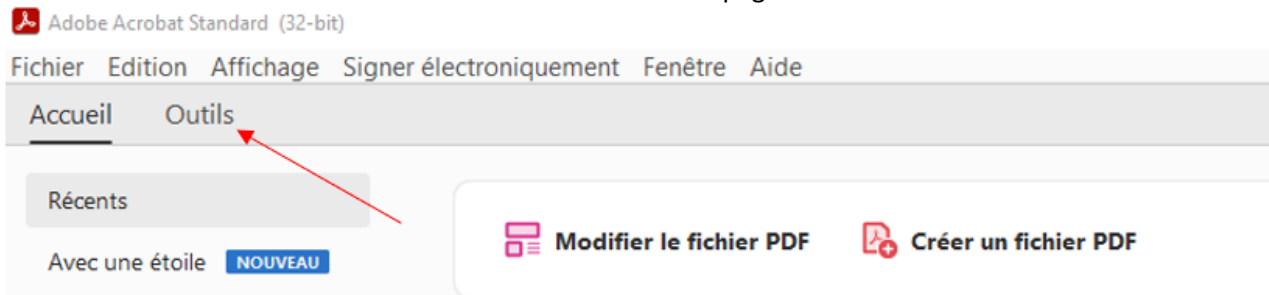 Adobe Acrobat Standard (32-bit)
Fichier Edition Affichage Signer électroniquement Fenêtre Aide
Accueil Outils
Récents
Modifier le fichier PDF Créer un fichier PDF
Avec une étoile NOUVEAU